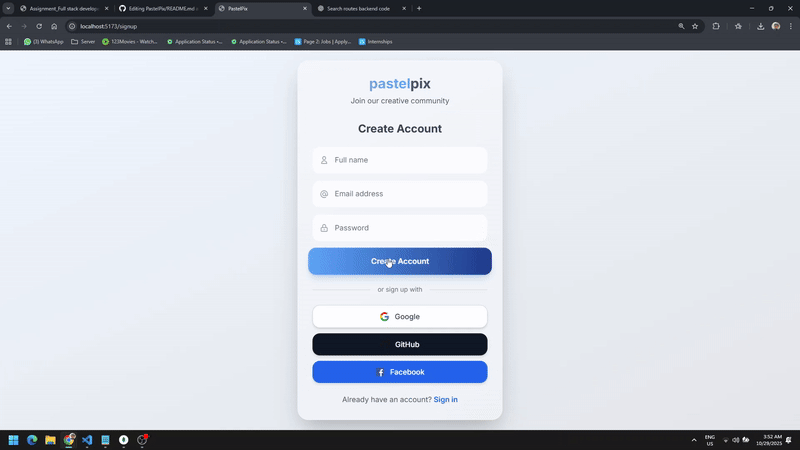 Assignment_Full stack develop
Editing PastelPix/README.md
PastelPix
Search routes backend code
localhost:5173/signup
(3) WhatsApp
Server
123Movies - Watch...
Application Status -...
Application Status -...
Page 2: Jobs | Apply...
Internships
pastelpix
Join our creative community
Create Account
Full name
Email address
Password
Create Account
or sign up with
Google
GitHub
Facebook
Already have an account? Sign in
ENG
US
3:52 AM
10/29/2025